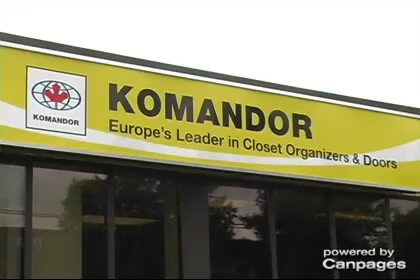 KOMANDOR
KOMANDOR
Europe's Leader in Closet Organizers & Doors
powered by
Canpages